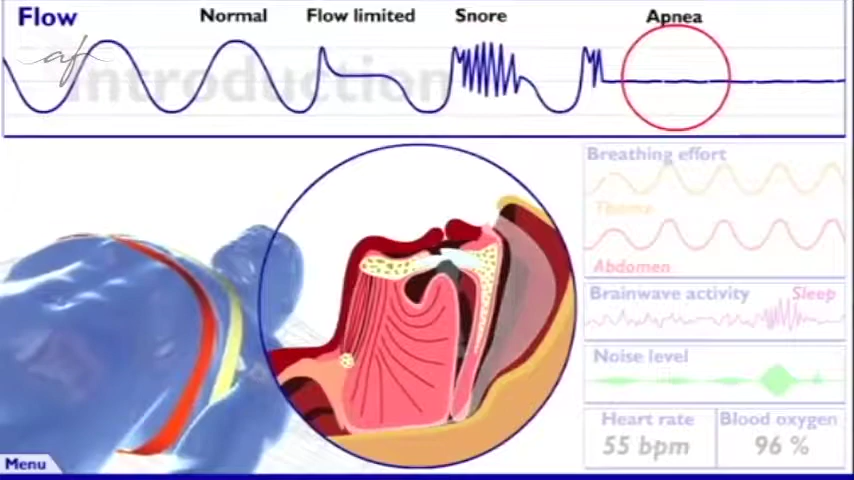 Flow
Normal
Flow limited
Snore
Apnea
af
Introduction
Breathing effort
Thorax
Abdomen
Brainwave activity
Sleep
Noise level
Heart rate
Blood oxygen
55 bpm
96 %
Menu